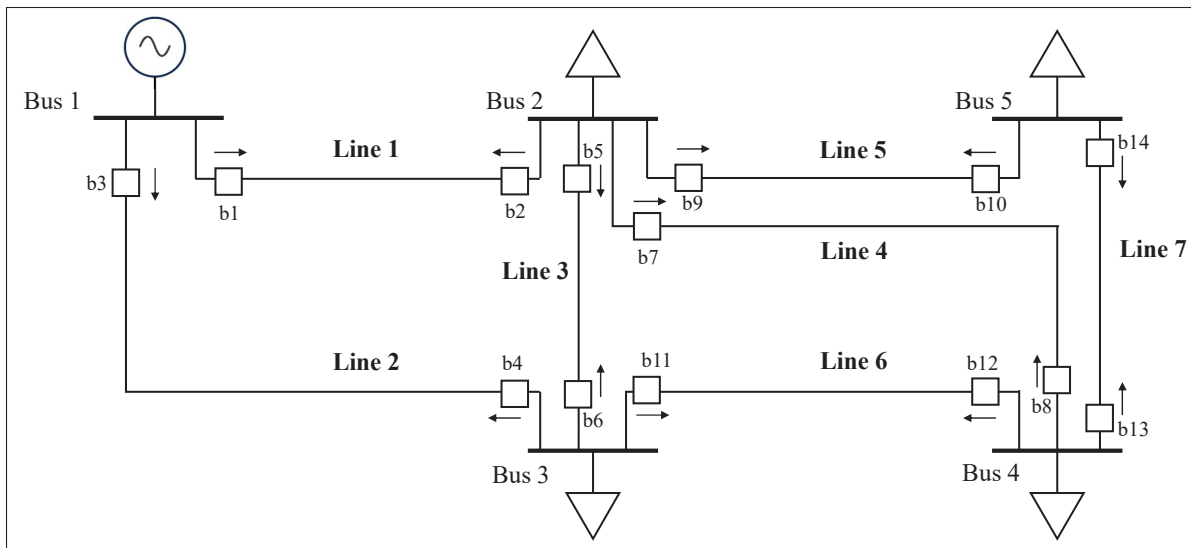 Bus 1
Bus 2
Bus 5
Line 1
Line 5
b3
b1
b2
b5
b9
b10
b14
b7
Line 4
Line 3
Line 7
Line 2
b4
b11
Line 6
b12
b6
b8
b13
Bus 3
Bus 4